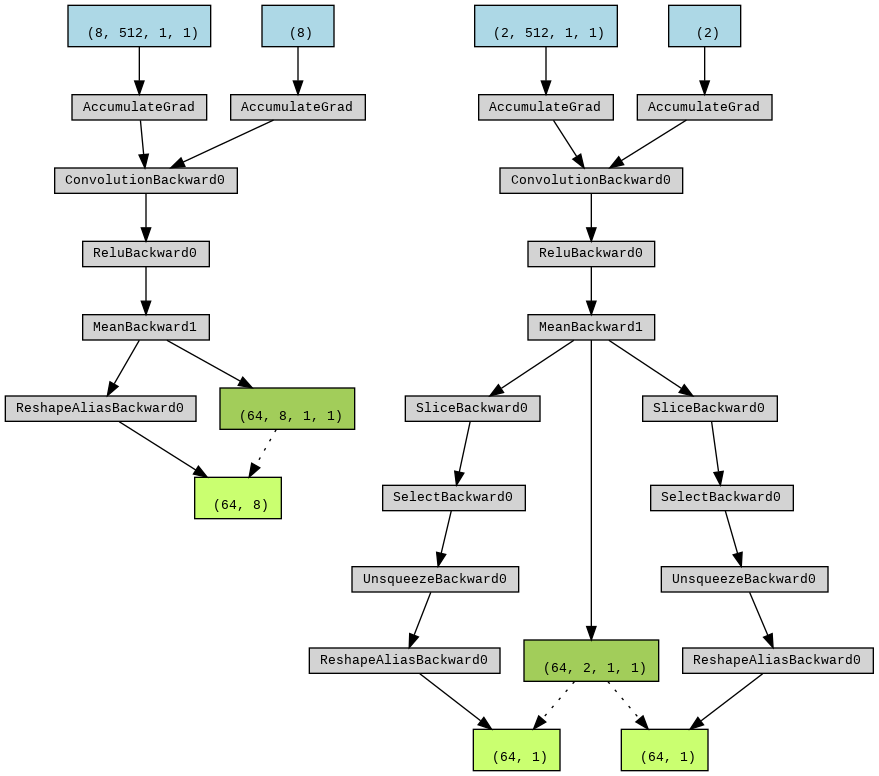 (8, 512, 1, 1)
(8)
(2, 512, 1, 1)
(2)
AccumulateGrad
AccumulateGrad
AccumulateGrad
AccumulateGrad
ConvolutionBackward0
ConvolutionBackward0
ReluBackward0
ReluBackward0
MeanBackward1
MeanBackward1
ReshapeAliasBackward0
(64, 8, 1, 1)
SliceBackward0
SliceBackward0
(64, 8)
SelectBackward0
SelectBackward0
UnsqueezeBackward0
UnsqueezeBackward0
ReshapeAliasBackward0
(64, 2, 1, 1)
ReshapeAliasBackward0
(64, 1)
(64, 1)